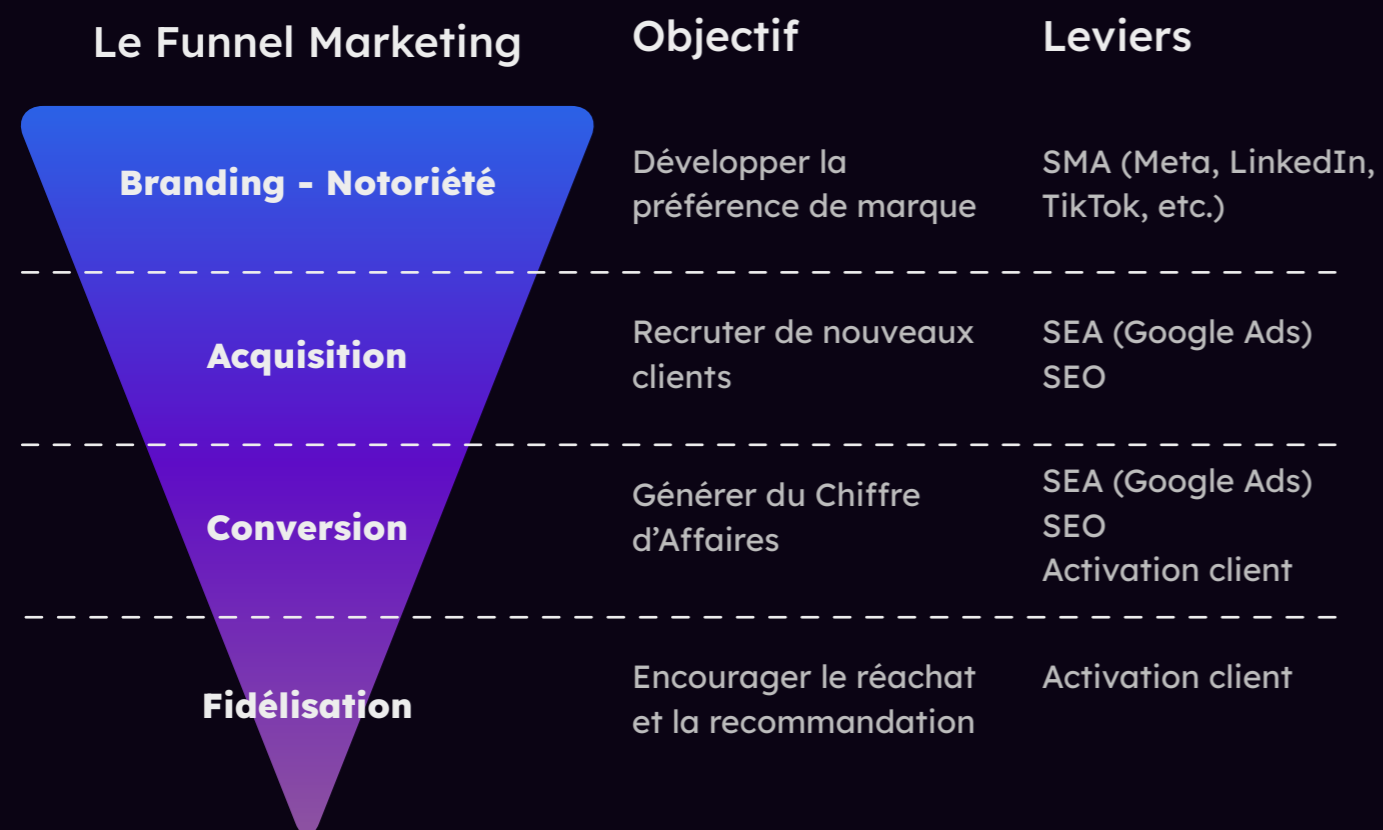 Le Funnel Marketing
Objectif
Leviers
Branding - Notoriété
Développer la
préférence de marque
SMA (Meta, LinkedIn,
TikTok, etc.)
Acquisition
Recruter de nouveaux
clients
SEA (Google Ads)
SEO
Conversion
Générer du Chiffre
d’Affaires
SEA (Google Ads)
SEO
Activation client
Fidélisation
Encourager le réachat
et la recommandation
Activation client